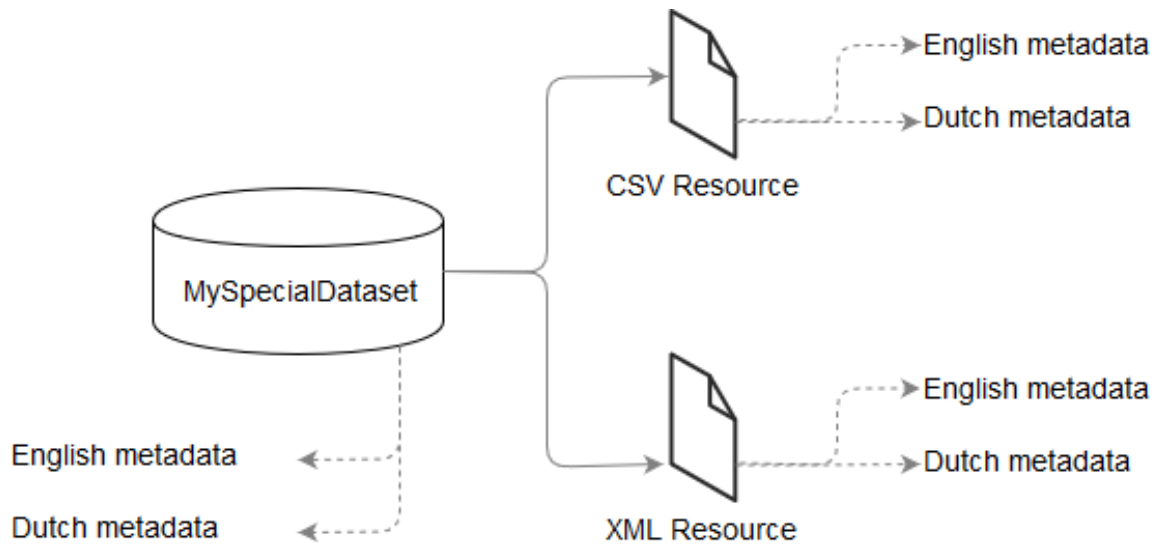 English metadata
Dutch metadata
CSV Resource
MySpecialDataset
English metadata
Dutch metadata
English metadata
Dutch metadata
XML Resource